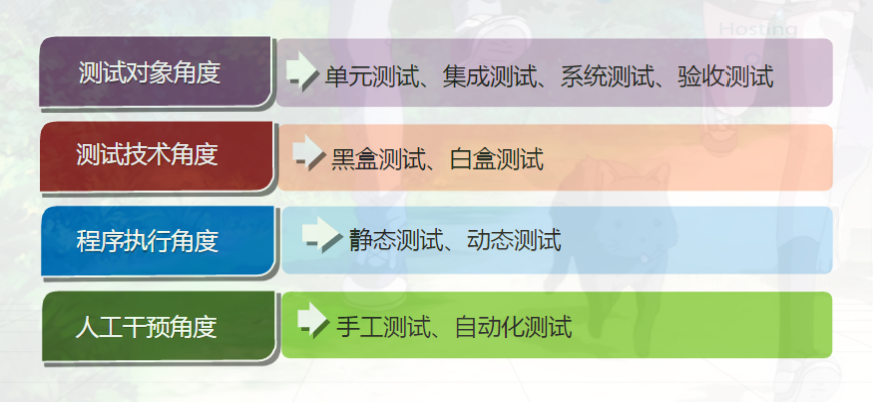 Hosting
测试对象角度 单元测试、集成测试、系统测试、验收测试
测试技术角度 黑盒测试、白盒测试
程序执行角度 静态测试、动态测试
人工干预角度 手工测试、自动化测试